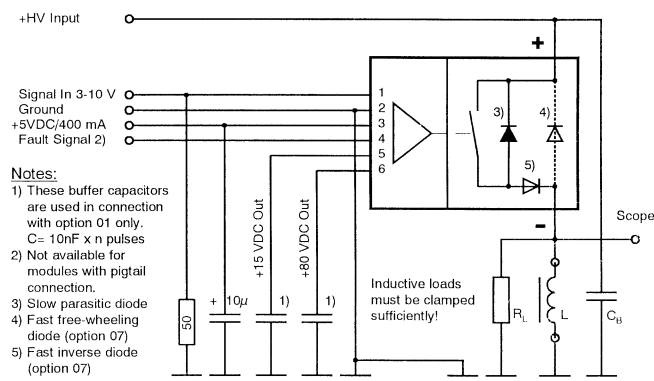 +HV Input
+
Signal In 3-10 V
Ground
+5VDC/400 mA
Fault Signal 2)
1
2
3
4
5
6
3)
4)
5)
-
Scope
Notes:
1) These buffer capacitors
are used in connection
with option 01 only.
C= 10nF x n pulses
2) Not available for
modules with pigtail
connection.
3) Slow parasitic diode
4) Fast free-wheeling
diode (option 07)
5) Fast inverse diode
(option 07)
50
+ 10µ
+15 VDC Out
1)
+80 VDC Out
1)
Inductive loads
must be clamped
sufficiently!
RL
L
CB